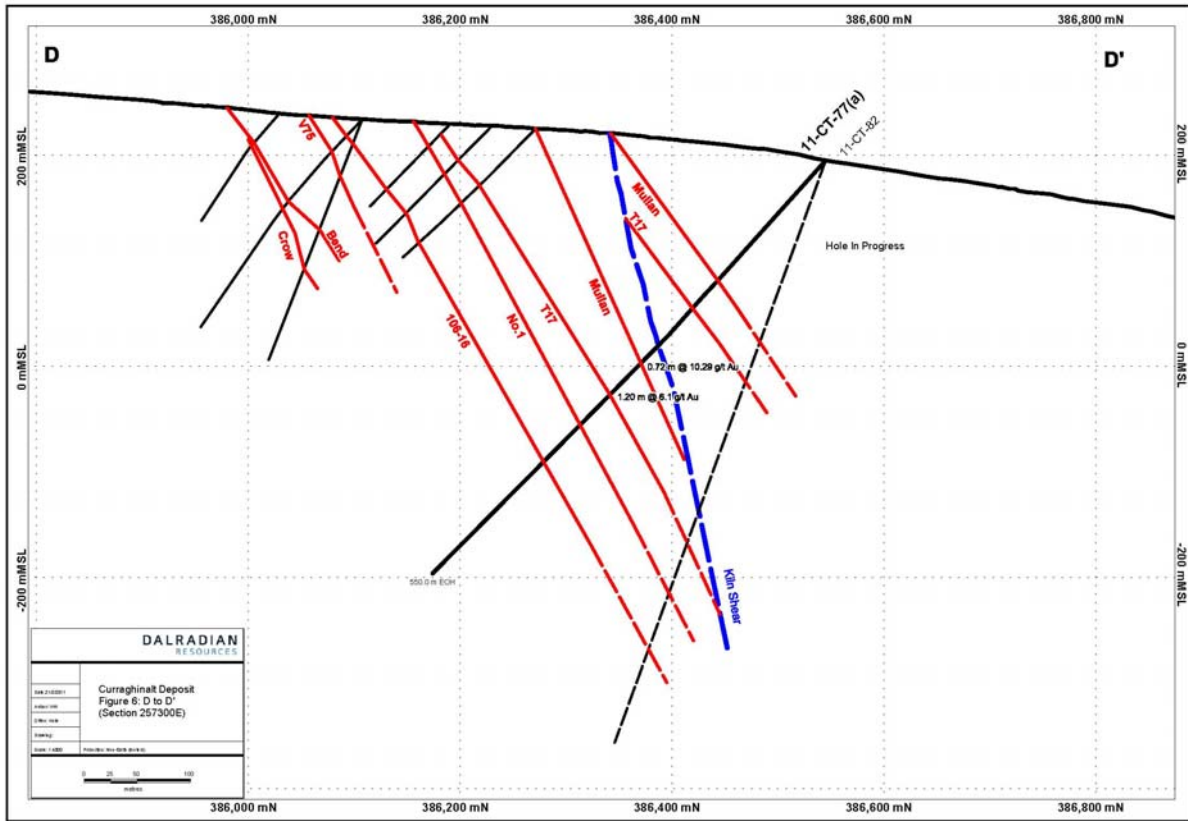 386,000 mN
386,200 mN
386,400 mN
386,600 mN
386,800 mN
D
D'
11-CT-77(a)
11-CT-82
V75
Mullan
T17
Hole In Progress
Crow
Bend
200 mMSL
200 mMSL
106-16
No.1
T17
Mullan
0 mMSL
0 mMSL
0.72 m @ 10.29 g/t Au
1.20 m @ 6.1 g/t Au
-200 mMSL
-200 mMSL
550.0 m EOH
Kiln Shear
DALRADIAN
RESOURCES
Curraghinalt Deposit
Figure 6: D to D'
(Section 257300E)
0 25 50 100
metres
386,000 mN
386,200 mN
386,400 mN
386,600 mN
386,800 mN